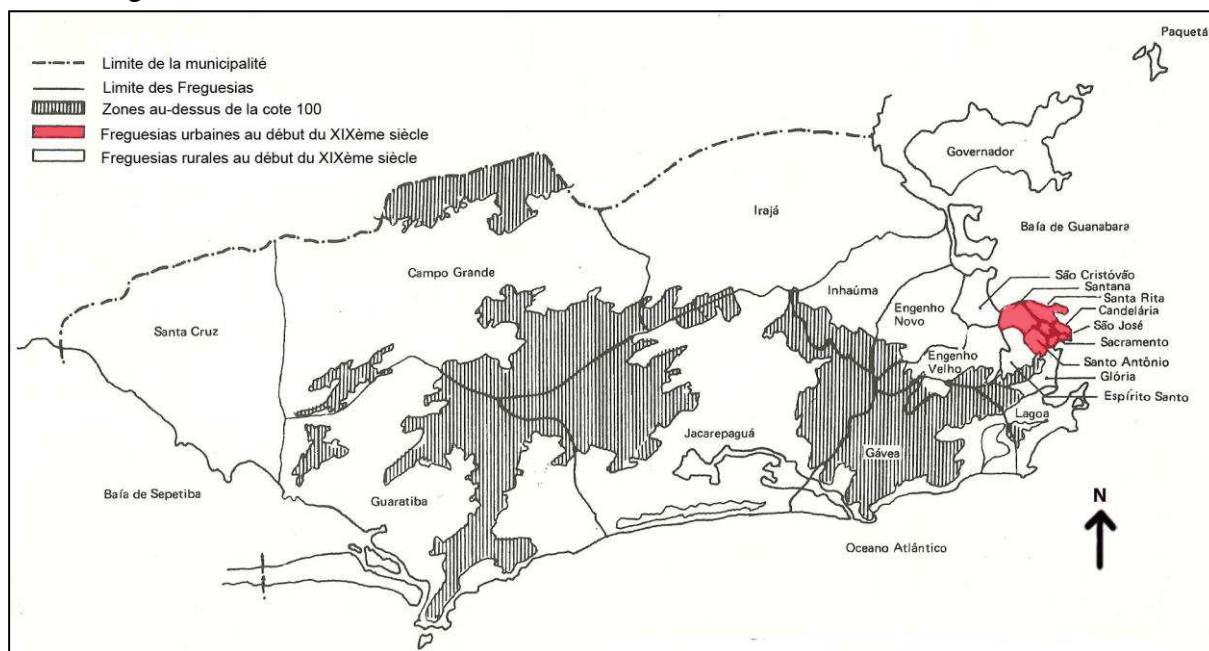 Limite de la municipalité
Limite des Freguesias
Zones au-dessus de la cote 100
Freguesias urbaines au début du XIXème siècle
Freguesias rurales au début du XIXème siècle
Paquetá
Governador
Irajá
Baía de Guanabara
Campo Grande
Inhaúma
São Cristóvão
Santana
Santa Rita
Candelária
São José
Sacramento
Santo Antônio
Glória
Espírito Santo
Engenho
Novo
Santa Cruz
Engenho
Velho
Lagoa
Jacarepaguá
Gávea
Baía de Sepetiba
Guaratiba
N
Oceano Atlântico